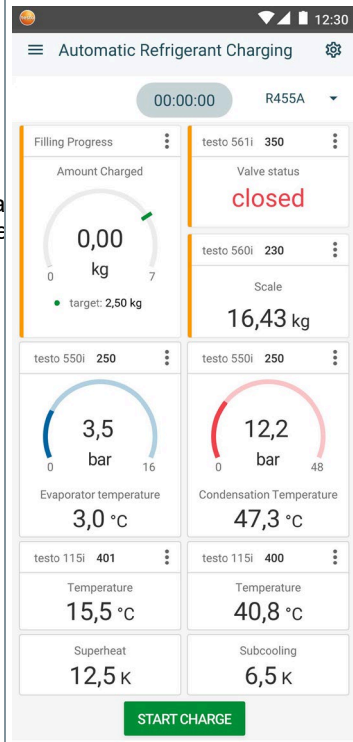 12:30
Automatic Refrigerant Charging
00:00:00
R455A
Filling Progress
Amount Charged
0,00
kg
0
7
target: 2,50 kg
testo 561i 350
Valve status
closed
testo 560i 230
Scale
16,43 kg
testo 550i 250
3,5
bar
0
16
Evaporator temperature
3,0 °C
testo 550i 250
12,2
bar
0
48
Condensation Temperature
47,3 °C
testo 115i 401
Temperature
15,5 °C
testo 115i 400
Temperature
40,8 °C
Superheat
12,5 K
Subcooling
6,5 K
START CHARGE